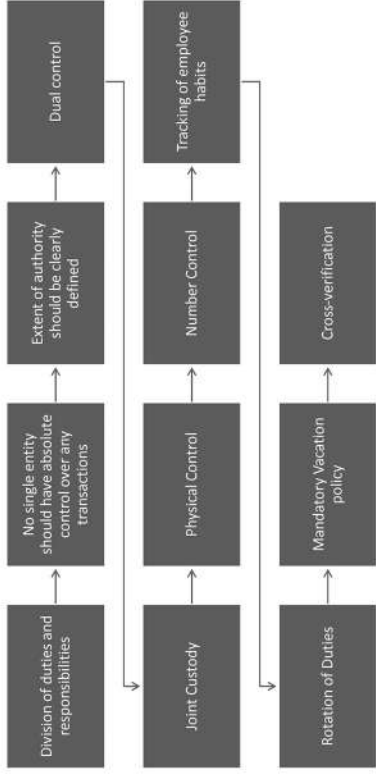 Division of duties and
responsibilities
No single entity
should have absolute
control over any
transactions
Extent of authority
should be clearly
defined
Dual control
Joint Custody
Physical Control
Number Control
Tracking of employee
habits
Rotation of Duties
Mandatory Vacation
policy
Cross-verification